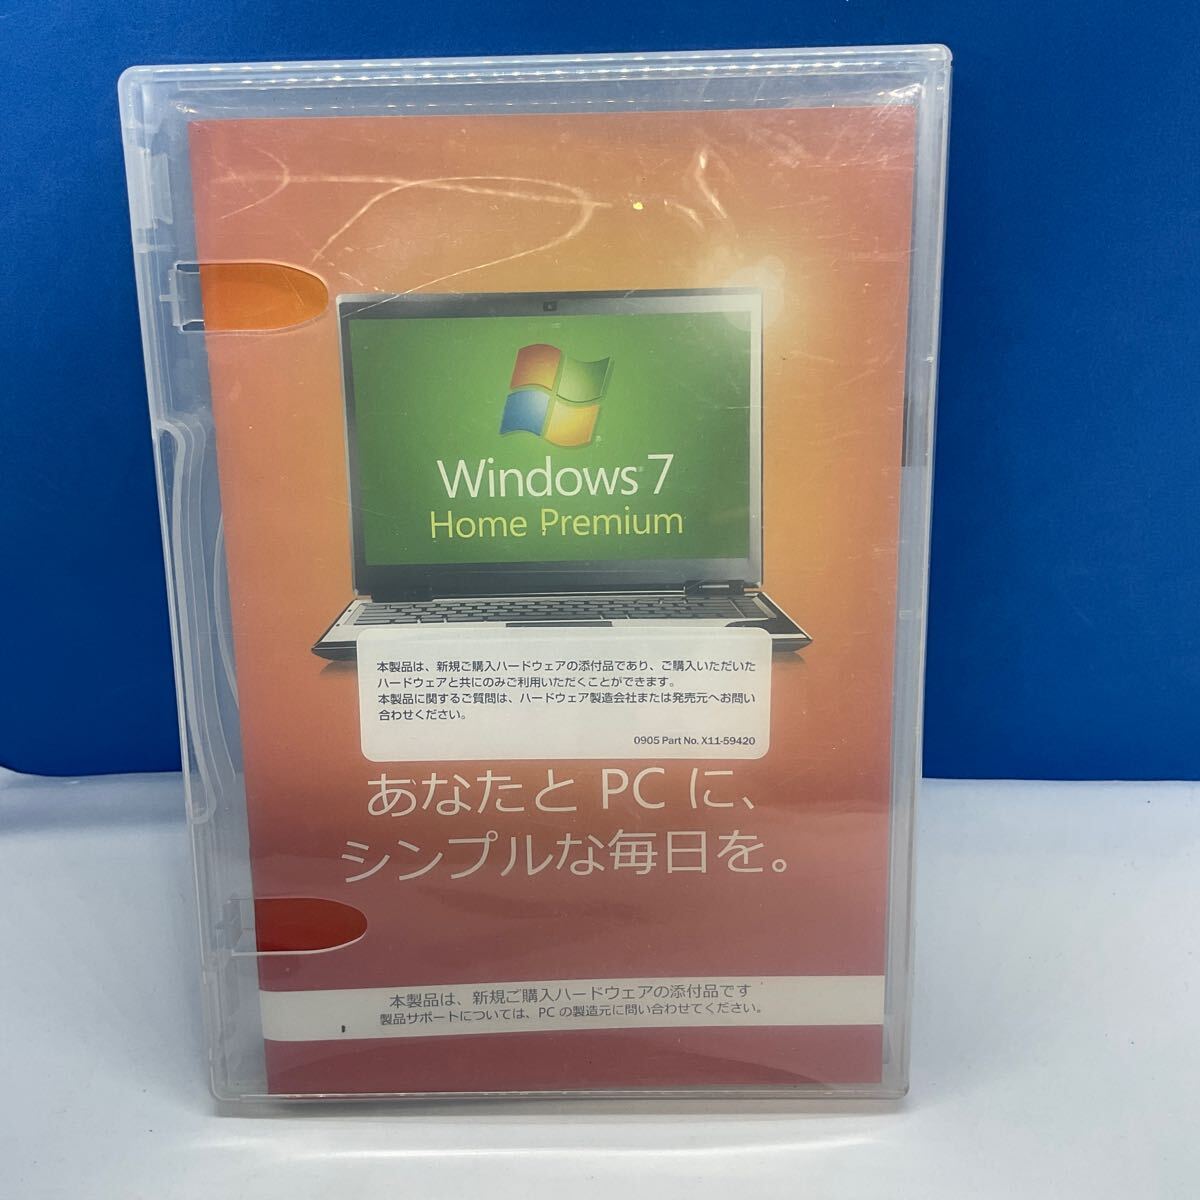 Windows 7
Home Premium
本製品は、新規ご購入ハードウェアの添付品であり、ご購入いただいた
ハードウェアと共にのみご利用いただくことができます。
本製品に関するご質問は、ハードウェア製造会社または発売元へお問い
合わせください。
0905 Part No. X11-59420
あなたと PC に、
シンプルな毎日を。
本製品は、新規ご購入ハードウェアの添付品です
製品サポートについては、PC の製造元に問い合わせてください。